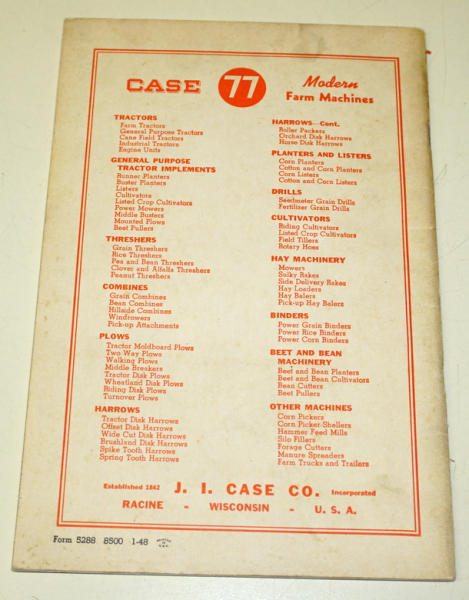 CASE 77 Modern
Farm Machines
TRACTORS
Farm Tractors
General Purpose Tractors
Cane Field Tractors
Industrial Tractors
Engine Units
GENERAL PURPOSE
TRACTOR IMPLEMENTS
Runner Planters
Buster Planters
Listers
Cultivators
Listed Crop Cultivators
Power Mowers
Middle Busters
Mounted Plows
Beet Pullers
THRESHERS
Grain Threshers
Rice Threshers
Pea and Bean Threshers
Clover and Alfalfa Threshers
Peanut Threshers
COMBINES
Grain Combines
Bean Combines
Hillside Combines
Windrowers
Pick-up Attachments
PLOWS
Tractor Moldboard Plows
Two Way Plows
Walking Plows
Middle Breakers
Tractor Disk Plows
Wheatland Disk Plows
Riding Disk Plows
Turnover Plows
HARROWS
Tractor Disk Harrows
Offset Disk Harrows
Wide Cut Disk Harrows
Brushland Disk Harrows
Spike Tooth Harrows
Spring Tooth Harrows
HARROWS—Cont.
Roller Packers
Orchard Disk Harrows
Horse Disk Harrows
PLANTERS AND LISTERS
Corn Planters
Cotton and Corn Planters
Corn Listers
Cotton and Corn Listers
DRILLS
Seedmeter Grain Drills
Fertilizer Grain Drills
CULTIVATORS
Riding Cultivators
Listed Crop Cultivators
Field Tillers
Rotary Hoes
HAY MACHINERY
Mowers
Sulky Rakes
Side Delivery Rakes
Hay Loaders
Hay Balers
Pick-up Hay Balers
BINDERS
Power Grain Binders
Power Rice Binders
Power Corn Binders
BEET AND BEAN
MACHINERY
Beet and Bean Planters
Beet and Bean Cultivators
Bean Cutters
Beet Pullers
OTHER MACHINES
Corn Pickers
Corn Picker-Shellers
Hammer Feed Mills
Silo Fillers
Forage Cutters
Manure Spreaders
Farm Trucks and Trailers
Established 1842 J. I. CASE CO. Incorporated
RACINE - WISCONSIN - U. S. A.
Form 5288 8500 1-48